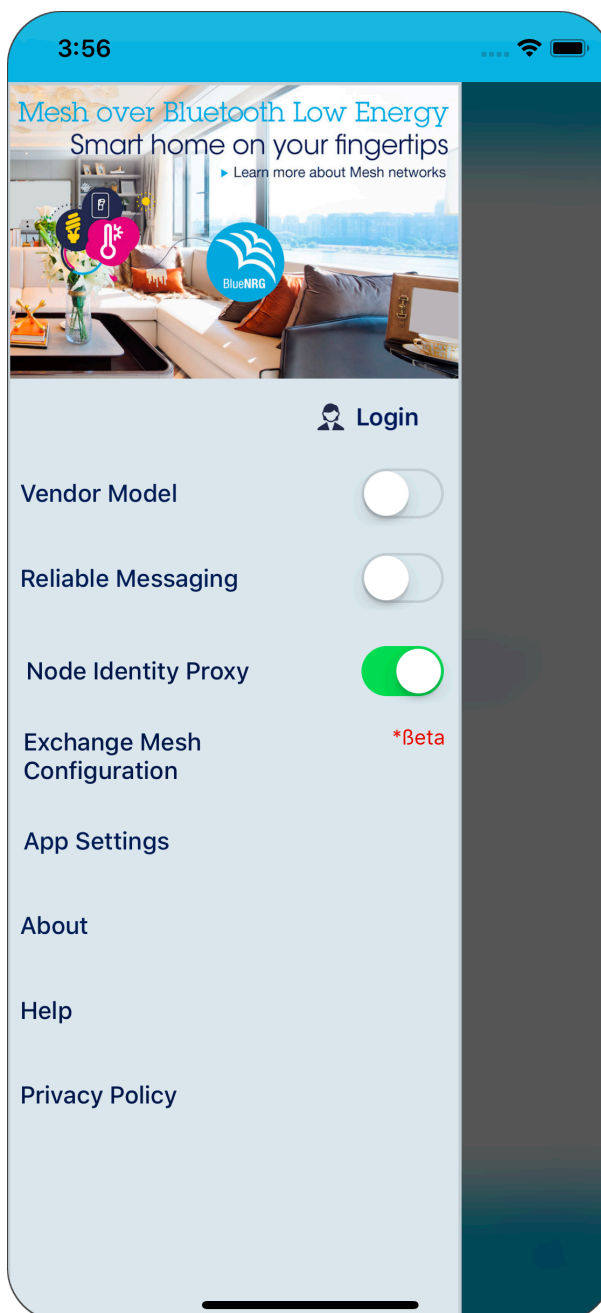 3:56
Mesh over Bluetooth Low Energy
Smart home on your fingertips
▸ Learn more about Mesh networks
BlueNRG
Login
Vendor Model
Reliable Messaging
Node Identity Proxy
Exchange Mesh
Configuration
*ßeta
App Settings
About
Help
Privacy Policy